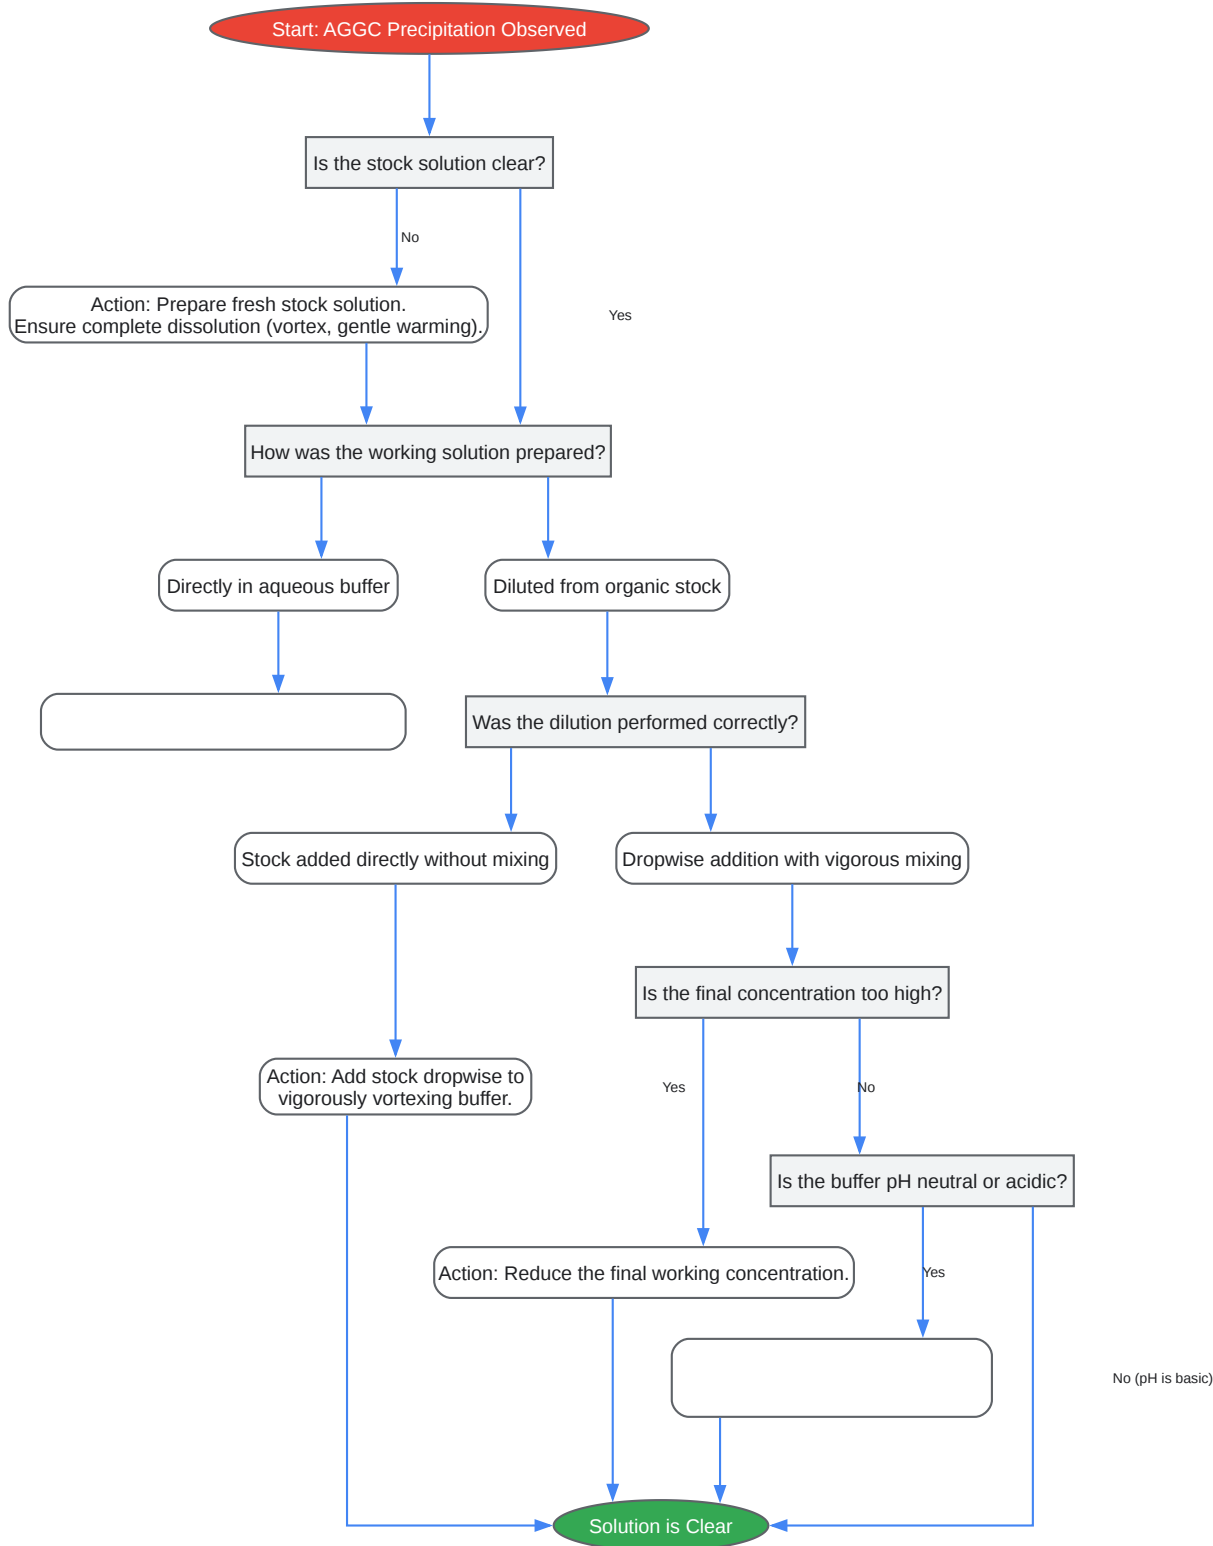 Start: AGGC Precipitation Observed
Is the stock solution clear?
No
Action: Prepare fresh stock solution.
Ensure complete dissolution (vortex, gentle warming).
Yes
How was the working solution prepared?
Directly in aqueous buffer
Diluted from organic stock
Was the dilution performed correctly?
Stock added directly without mixing
Dropwise addition with vigorous mixing
Is the final concentration too high?
Action: Add stock dropwise to
vigorously vortexing buffer.
Yes
No
Is the buffer pH neutral or acidic?
Action: Reduce the final working concentration.
Yes
No (pH is basic)
Solution is Clear